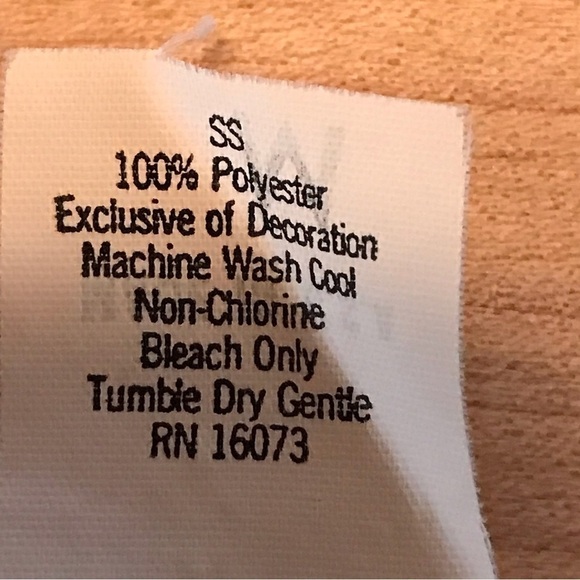 SS
100% Polyester
Exclusive of Decoration
Machine Wash Cool
Non-Chlorine
Bleach Only
Tumble Dry Gentle
RN 16073